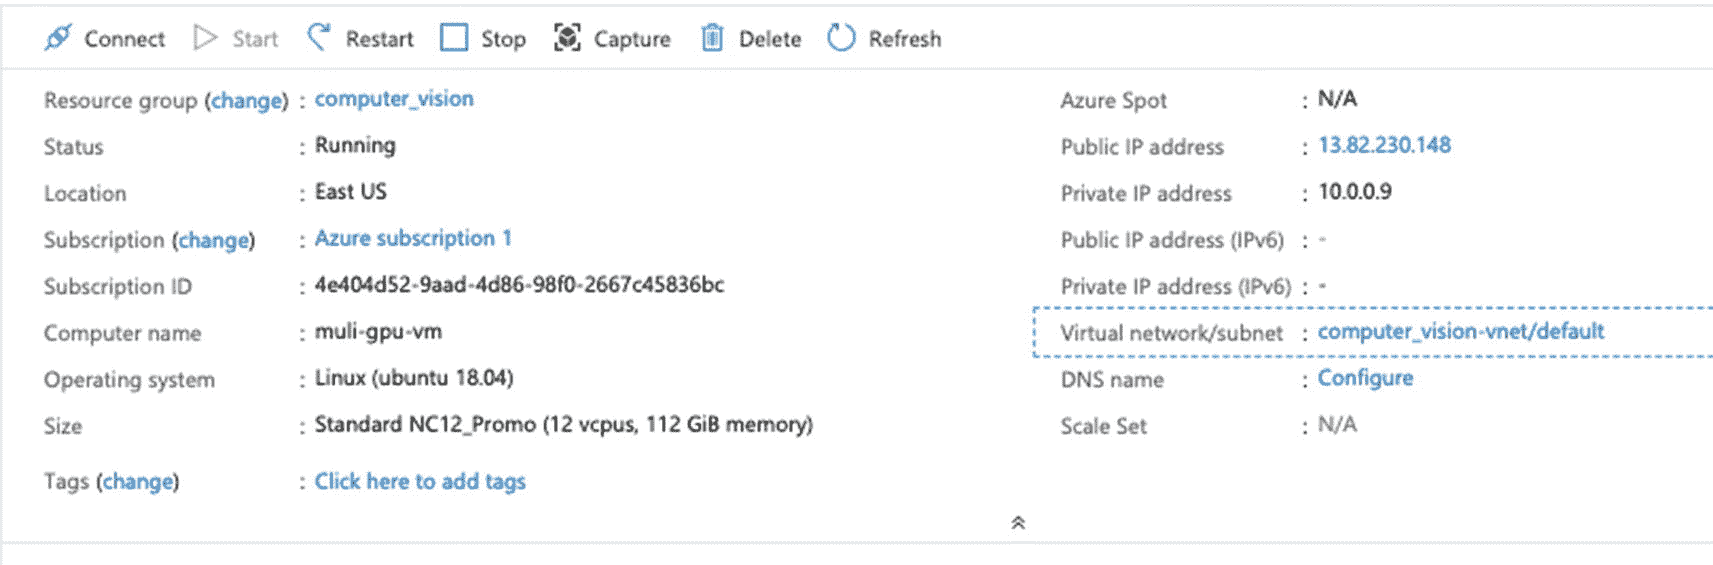 Connect Start Restart Stop Capture Delete Refresh
Resource group (change) : computer_vision
Status : Running
Location : East US
Subscription (change) : Azure subscription 1
Subscription ID : 4e404d52-9aad-4d86-98f0-2667c45836bc
Computer name : muli-gpu-vm
Operating system : Linux (ubuntu 18.04)
Size : Standard NC12_Promo (12 vcpus, 112 GiB memory)
Tags (change) : Click here to add tags
Azure Spot : N/A
Public IP address : 13.82.230.148
Private IP address : 10.0.0.9
Public IP address (IPv6) : -
Private IP address (IPv6) : -
Virtual network/subnet : computer_vision-vnet/default
DNS name : Configure
Scale Set : N/A